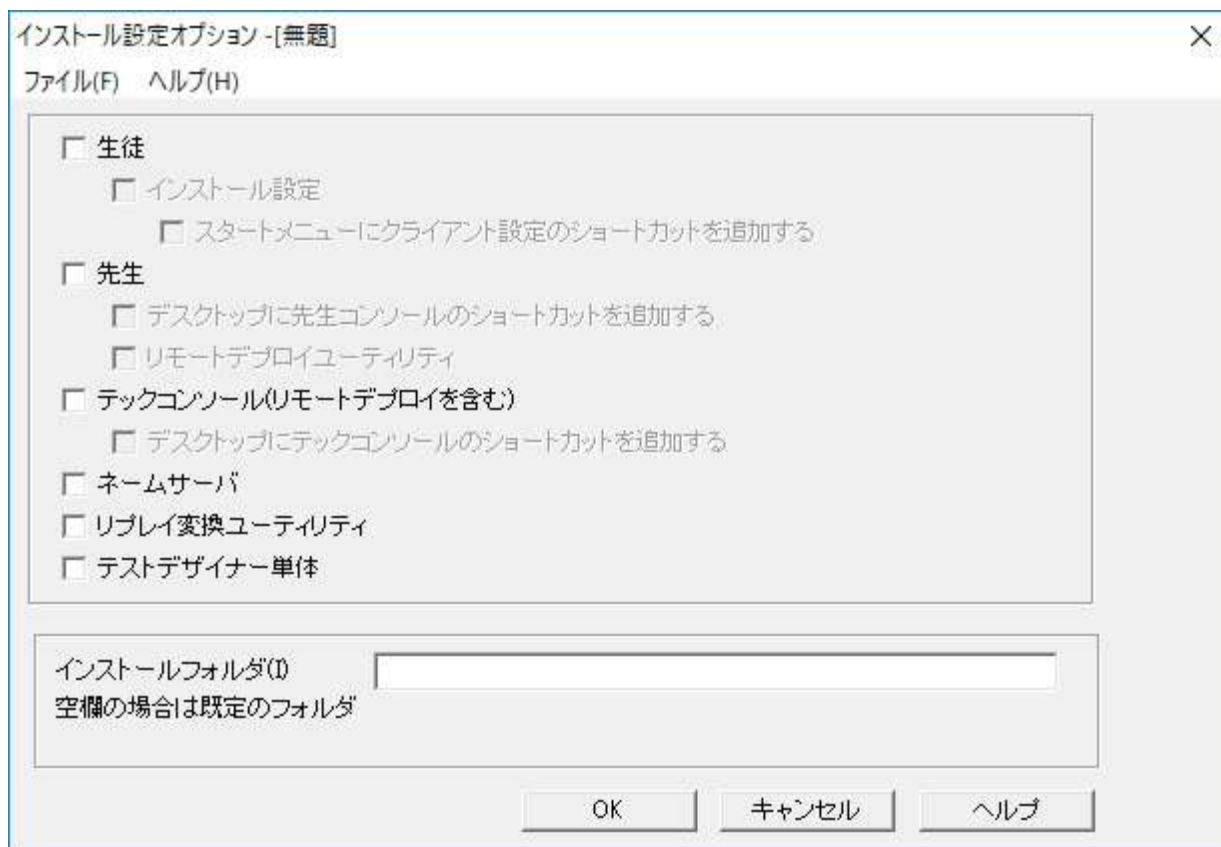 インストール設定オプション -[無題]
ファイル(F) ヘルプ(H)
生徒
インストール設定
スタートメニューにクライアント設定のショートカットを追加する
先生
デスクトップに先生コンソールのショートカットを追加する
リモートデプロイユーティリティ
テックコンソール(リモートデプロイを含む)
デスクトップにテックコンソールのショートカットを追加する
ネームサーバ
リプレイ変換ユーティリティ
テストデザイナー単体
インストールフォルダ(I)
空欄の場合は既定のフォルダ
OK キャンセル ヘルプ